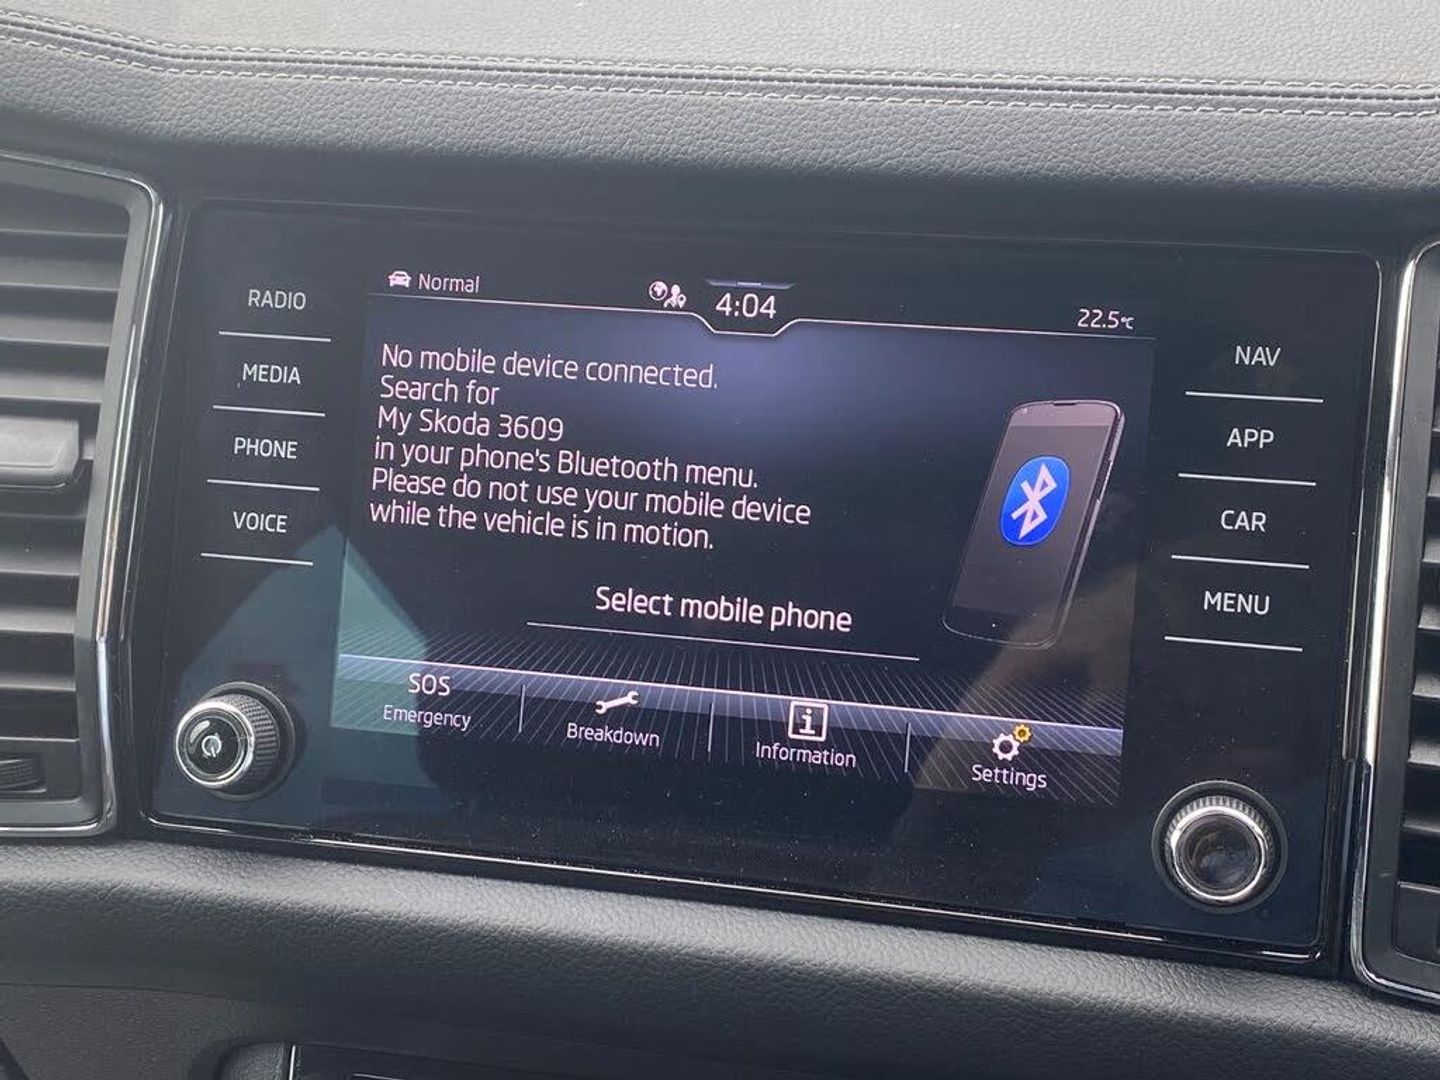 Normal
4:04
22.5°C
RADIO
MEDIA
PHONE
VOICE
No mobile device connected.
Search for
My Skoda 3609
in your phone's Bluetooth menu.
Please do not use your mobile device
while the vehicle is in motion.
Select mobile phone
SOS
Emergency
Breakdown
i
Information
Settings
NAV
APP
CAR
MENU